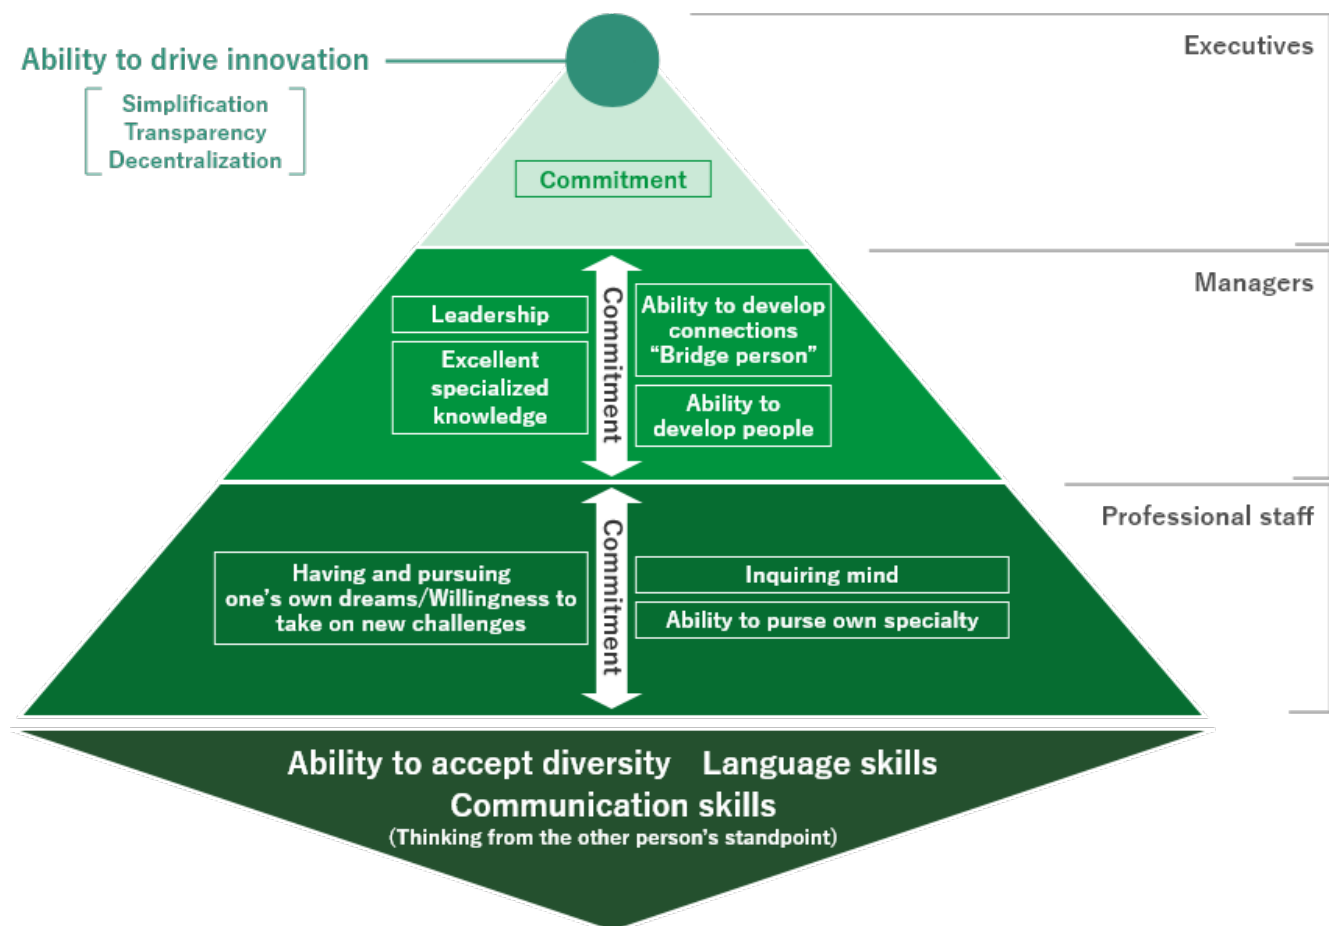 Ability to drive innovation
Simplification
Transparency
Decentralization
Executives
Commitment
Managers
Leadership
Excellent
specialized
knowledge
Commitment
Ability to develop
connections
“Bridge person”
Ability to
develop people
Professional staff
Having and pursuing
one’s own dreams/Willingness to
take on new challenges
Commitment
Inquiring mind
Ability to purse own specialty
Ability to accept diversity Language skills
Communication skills
(Thinking from the other person’s standpoint)